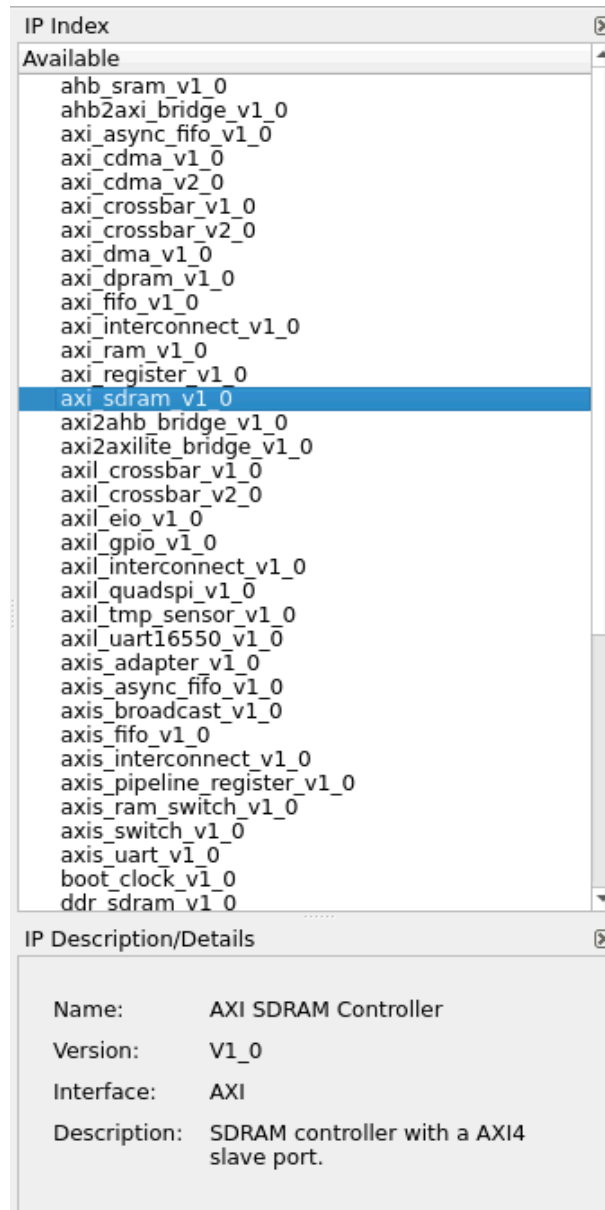 IP Index
Available
ahb_sram_v1_0
ahb2axi_bridge_v1_0
axi_async_fifo_v1_0
axi_cdma_v1_0
axi_cdma_v2_0
axi_crossbar_v1_0
axi_crossbar_v2_0
axi_dma_v1_0
axi_dpram_v1_0
axi_fifo_v1_0
axi_interconnect_v1_0
axi_ram_v1_0
axi_register_v1_0
axi_sdram_v1_0
axi2ahb_bridge_v1_0
axi2axilite_bridge_v1_0
axil_crossbar_v1_0
axil_crossbar_v2_0
axil_eio_v1_0
axil_gpio_v1_0
axil_interconnect_v1_0
axil_quadspi_v1_0
axil_tmp_sensor_v1_0
axil_uart16550_v1_0
axis_adapter_v1_0
axis_async_fifo_v1_0
axis_broadcast_v1_0
axis_fifo_v1_0
axis_interconnect_v1_0
axis_pipeline_register_v1_0
axis_ram_switch_v1_0
axis_switch_v1_0
axis_uart_v1_0
boot_clock_v1_0
ddr_sdram_v1_0
IP Description/Details
Name: AXI SDRAM Controller
Version: V1_0
Interface: AXI
Description: SDRAM controller with a AXI4
slave port.